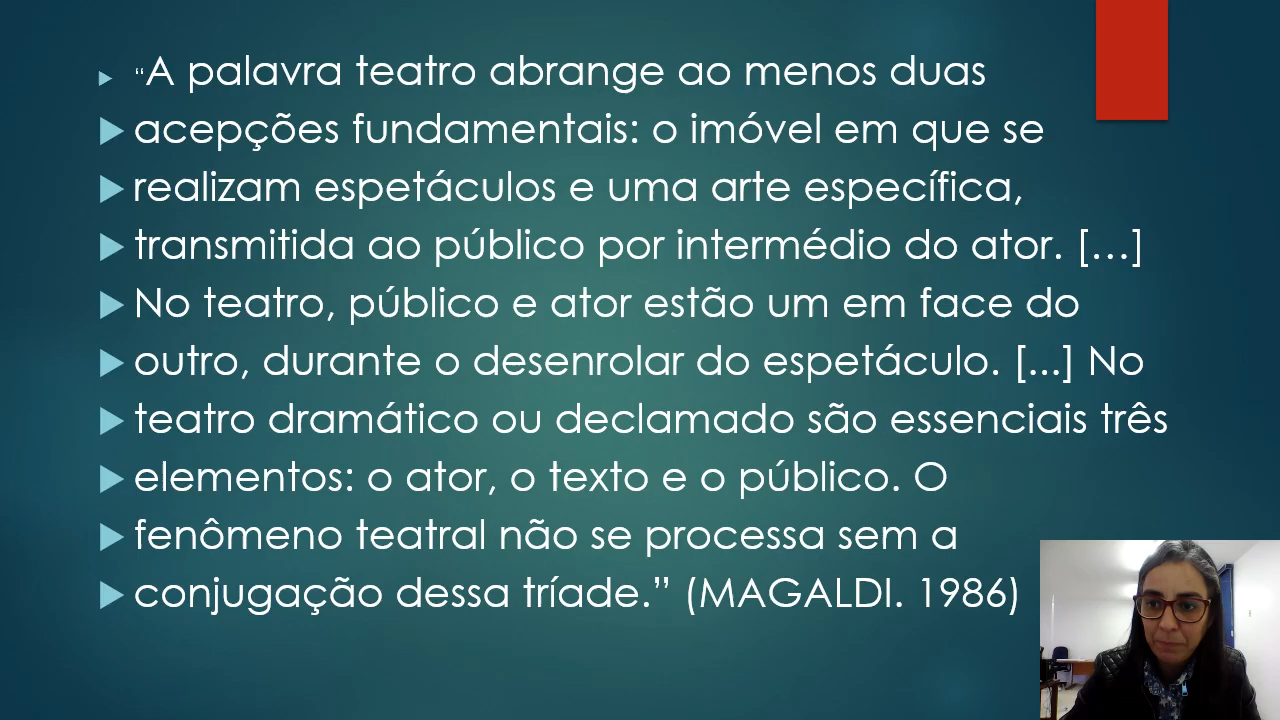 “A palavra teatro abrange ao menos duas
acepções fundamentais: o imóvel em que se
realizam espetáculos e uma arte específica,
transmitida ao público por intermédio do ator. […]
No teatro, público e ator estão um em face do
outro, durante o desenrolar do espetáculo. [...] No
teatro dramático ou declamado são essenciais três
elementos: o ator, o texto e o público. O
fenômeno teatral não se processa sem a
conjugação dessa tríade.” (MAGALDI. 1986)